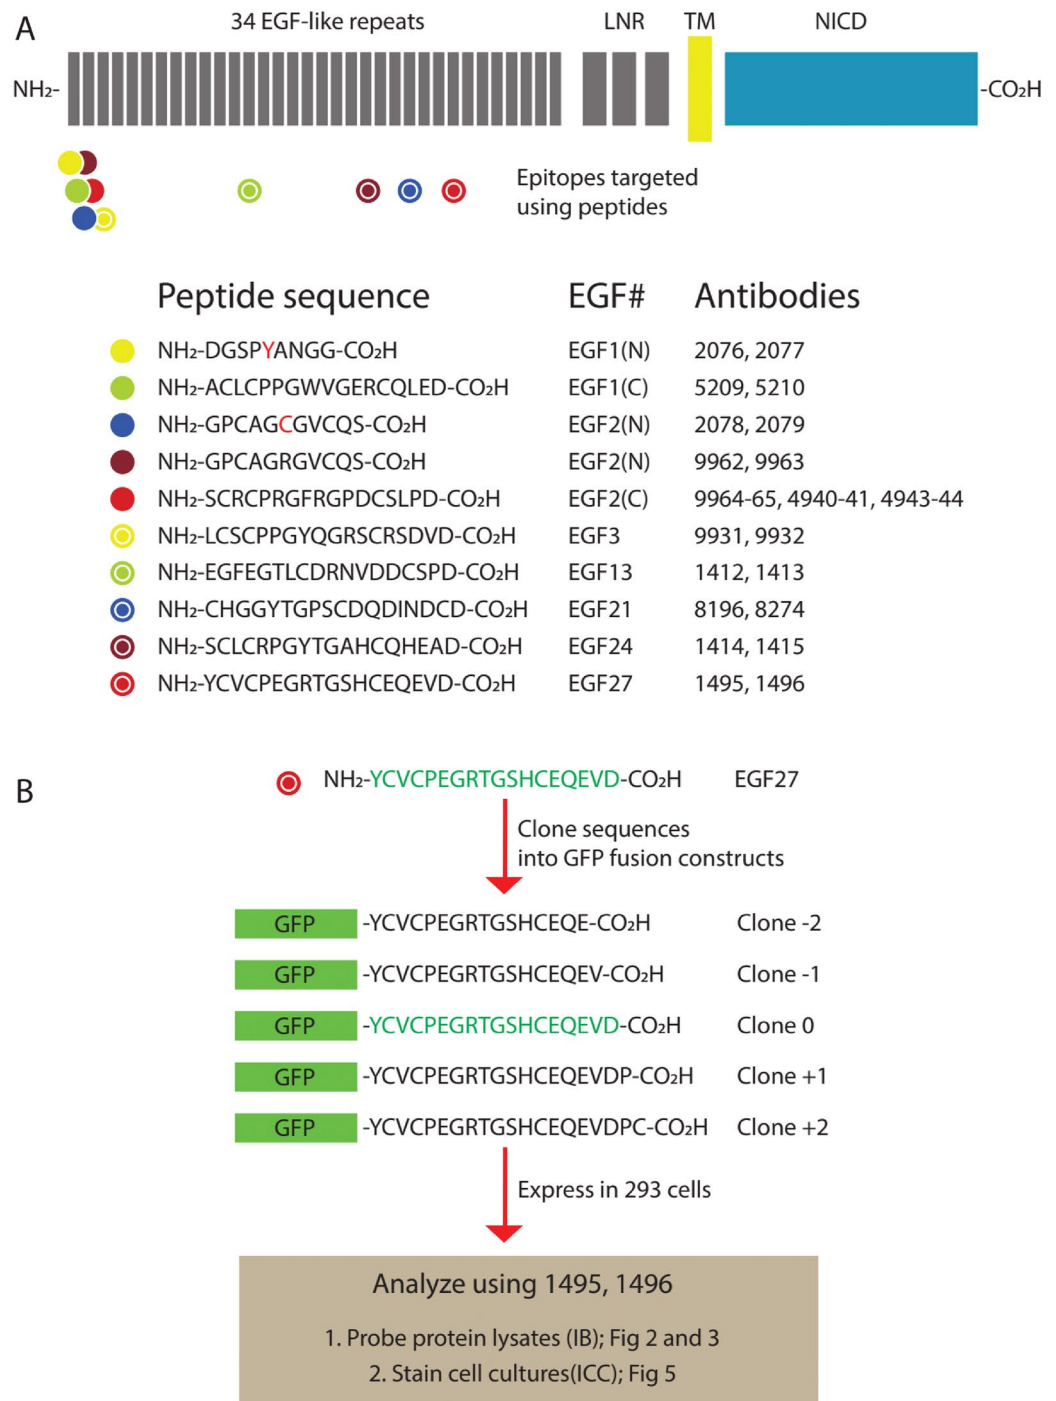 A
34 EGF-like repeats LNR TM NICD
NH₂- -CO₂H
Epitopes targeted
using peptides
Peptide sequence EGF# Antibodies
NH₂-DGSPYANGG-CO₂H EGF1(N) 2076, 2077
NH₂-ACLCPPGWVGERCQLED-CO₂H EGF1(C) 5209, 5210
NH₂-GPCAGCGVCQS-CO₂H EGF2(N) 2078, 2079
NH₂-GPCAGRGVCQS-CO₂H EGF2(N) 9962, 9963
NH₂-SCRCPRGFRGPDCSLPD-CO₂H EGF2(C) 9964-65, 4940-41, 4943-44
NH₂-LCSCPPGYQGRSCRSDVD-CO₂H EGF3 9931, 9932
NH₂-EGFEGTLCDRNVDDCSPD-CO₂H EGF13 1412, 1413
NH₂-CHGGYTGPSCDQDINDCD-CO₂H EGF21 8196, 8274
NH₂-SCLCRPGYTGAHCQHEAD-CO₂H EGF24 1414, 1415
NH₂-YCVCPEGRTGSHCEQEVD-CO₂H EGF27 1495, 1496
B
NH₂-YCVCPEGRTGSHCEQEVD-CO₂H EGF27
Clone sequences
into GFP fusion constructs
GFP -YCVCPEGRTGSHCEQE-CO₂H Clone -2
GFP -YCVCPEGRTGSHCEQEV-CO₂H Clone -1
GFP -YCVCPEGRTGSHCEQEVD-CO₂H Clone 0
GFP -YCVCPEGRTGSHCEQEVDP-CO₂H Clone +1
GFP -YCVCPEGRTGSHCEQEVDPC-CO₂H Clone +2
Express in 293 cells
Analyze using 1495, 1496
1. Probe protein lysates (IB); Fig 2 and 3
2. Stain cell cultures(ICC); Fig 5